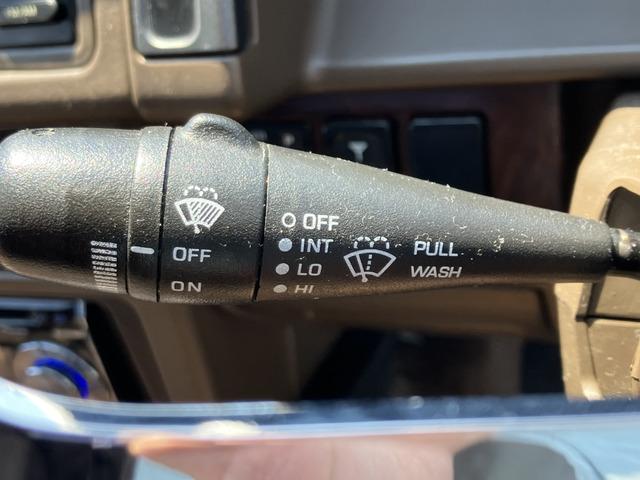 OFF
ON
OFF
INT
LO
HI
PULL
WASH